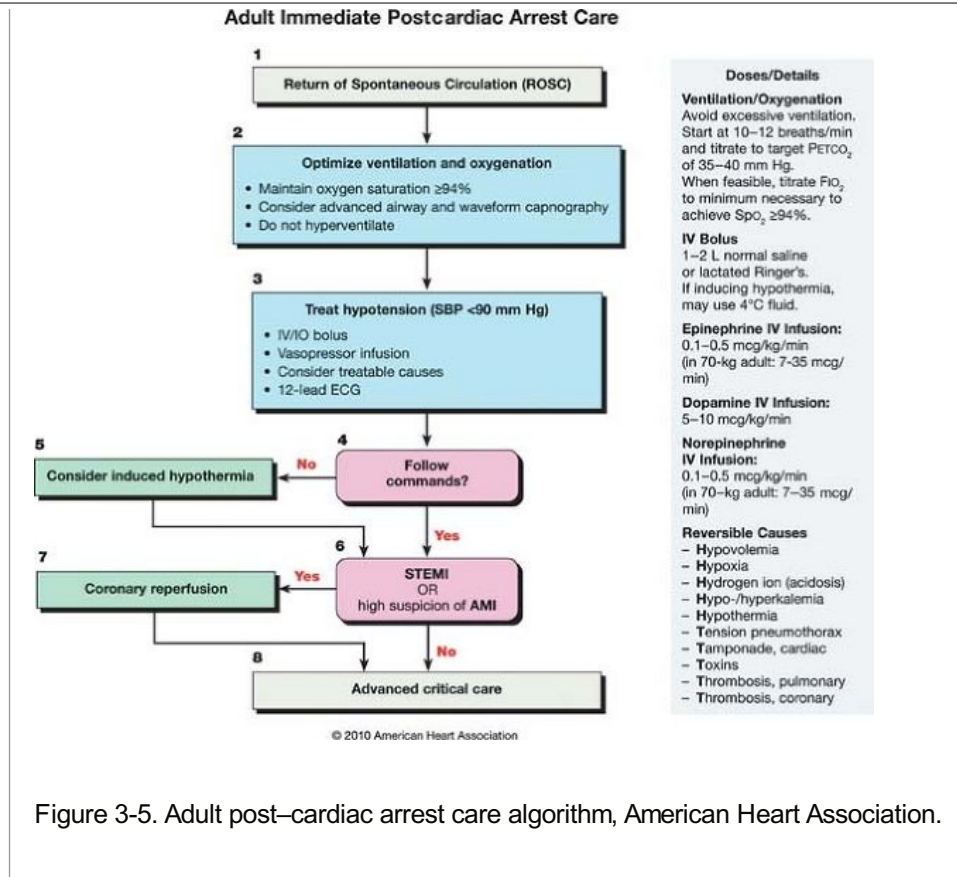 Adult Immediate Postcardiac Arrest Care
1
Return of Spontaneous Circulation (ROSC)
2
Optimize ventilation and oxygenation
• Maintain oxygen saturation ≥94%
• Consider advanced airway and waveform capnography
• Do not hyperventilate
3
Treat hypotension (SBP <90 mm Hg)
• IV/IO bolus
• Vasopressor infusion
• Consider treatable causes
• 12-lead ECG
4
Follow
commands?
No
5
Consider induced hypothermia
Yes
6
STEMI
OR
high suspicion of AMI
Yes
7
Coronary reperfusion
No
8
Advanced critical care
© 2010 American Heart Association
Doses/Details
Ventilation/Oxygenation
Avoid excessive ventilation.
Start at 10–12 breaths/min
and titrate to target PETCO₂
of 35–40 mm Hg.
When feasible, titrate FIO₂
to minimum necessary to
achieve SpO₂ ≥94%.
IV Bolus
1–2 L normal saline
or lactated Ringer's.
If inducing hypothermia,
may use 4°C fluid.
Epinephrine IV Infusion:
0.1–0.5 mcg/kg/min
(in 70-kg adult: 7-35 mcg/
min)
Dopamine IV Infusion:
5–10 mcg/kg/min
Norepinephrine
IV Infusion:
0.1–0.5 mcg/kg/min
(in 70–kg adult: 7–35 mcg/
min)
Reversible Causes
– Hypovolemia
– Hypoxia
– Hydrogen ion (acidosis)
– Hypo-/hyperkalemia
– Hypothermia
– Tension pneumothorax
– Tamponade, cardiac
– Toxins
– Thrombosis, pulmonary
– Thrombosis, coronary
Figure 3-5. Adult post–cardiac arrest care algorithm, American Heart Association.